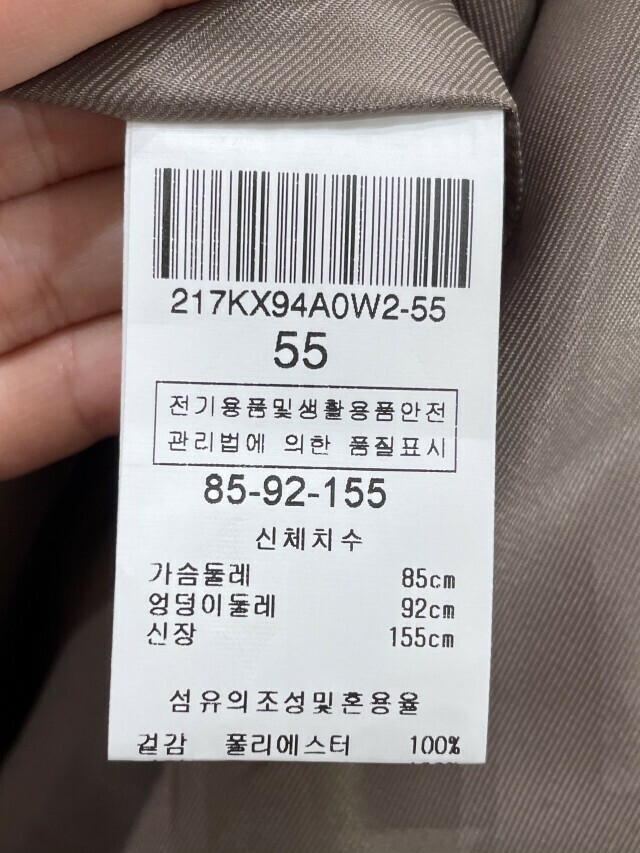 217KX94A0W2-55
55
전기용품및생활용품안전
관리법에 의한 품질표시
85-92-155
신체치수
가슴둘레 85cm
엉덩이둘레 92cm
신장 155cm
섬유의조성및혼용율
겉감 폴리에스터 100%